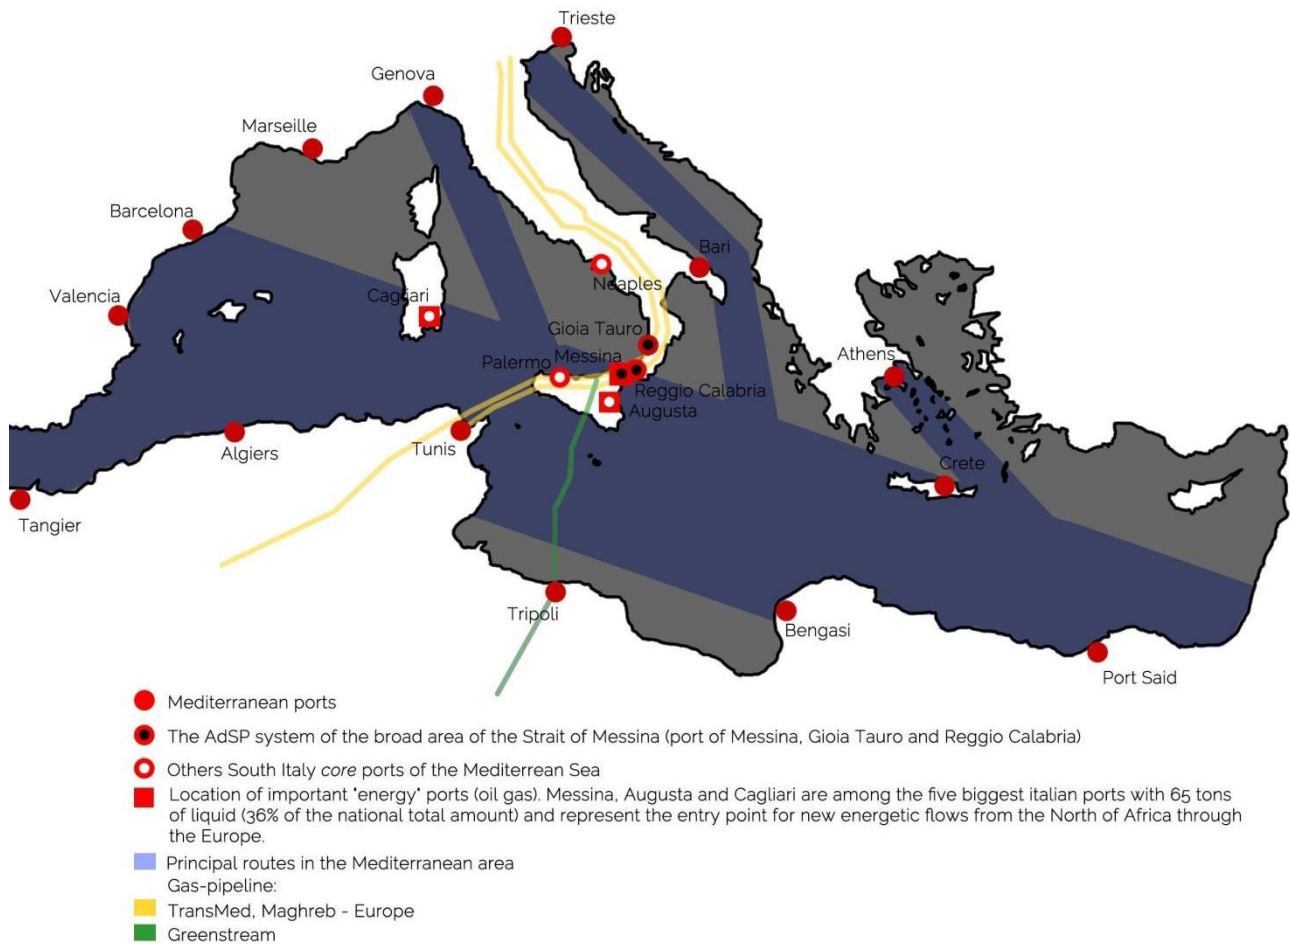 Trieste
Genova
Marseille
Barcelona
Bari
Valencia
Cagliari
Neaples
Gioia Tauro
Messina
Palermo
Athens
Reggio Calabria
Augusta
Algiers
Tunis
Crete
Tangier
Tripoli
Bengasi
Port Said
Mediterranean ports
The AdSP system of the broad area of the Strait of Messina (port of Messina, Gioia Tauro and Reggio Calabria)
Others South Italy core ports of the Mediterrean Sea
Location of important "energy" ports (oil gas). Messina, Augusta and Cagliari are among the five biggest italian ports with 65 tons
of liquid (36% of the national total amount) and represent the entry point for new energetic flows from the North of Africa through
the Europe.
Principal routes in the Mediterranean area
Gas-pipeline:
TransMed, Maghreb - Europe
Greenstream